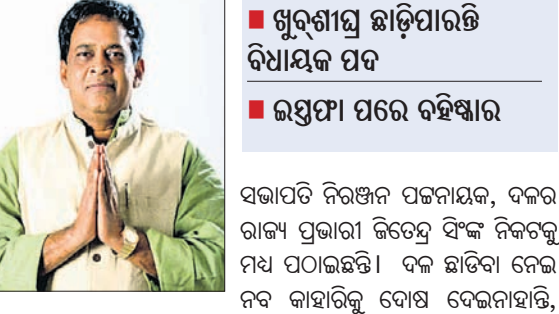 ■ ଖୁବ୍‌ଶୀଘ୍ର ଛାଡ଼ିପାରନ୍ତି
ବିଧାୟକ ପଦ
■ ଇସ୍ତଫା ପରେ ବହିଷ୍କାର
ସଭାପତି ନିରଞ୍ଜନ ପଟ୍ଟନାୟକ, ଦଳର
ରାଜ୍ୟ ପ୍ରଭାରୀ ଜିତେନ୍ଦ୍ର ସିଂଙ୍କ ନିକଟକୁ
ମଧ୍ୟ ପଠାଇଛନ୍ତି। ଦଳ ଛାଡିବା ନେଇ
ନବ କାହାରିକୁ ଦୋଷ ଦେଇନାହାନ୍ତି,